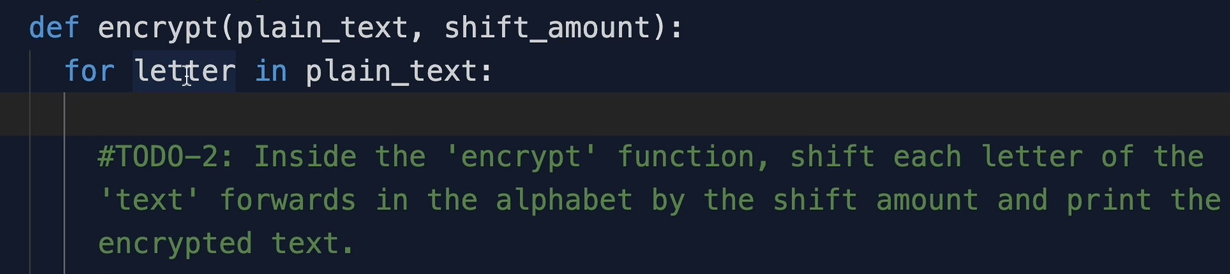 def encrypt(plain_text, shift_amount):
for letter in plain_text:
#TODO-2: Inside the 'encrypt' function, shift each letter of the
'text' forwards in the alphabet by the shift amount and print the
encrypted text.